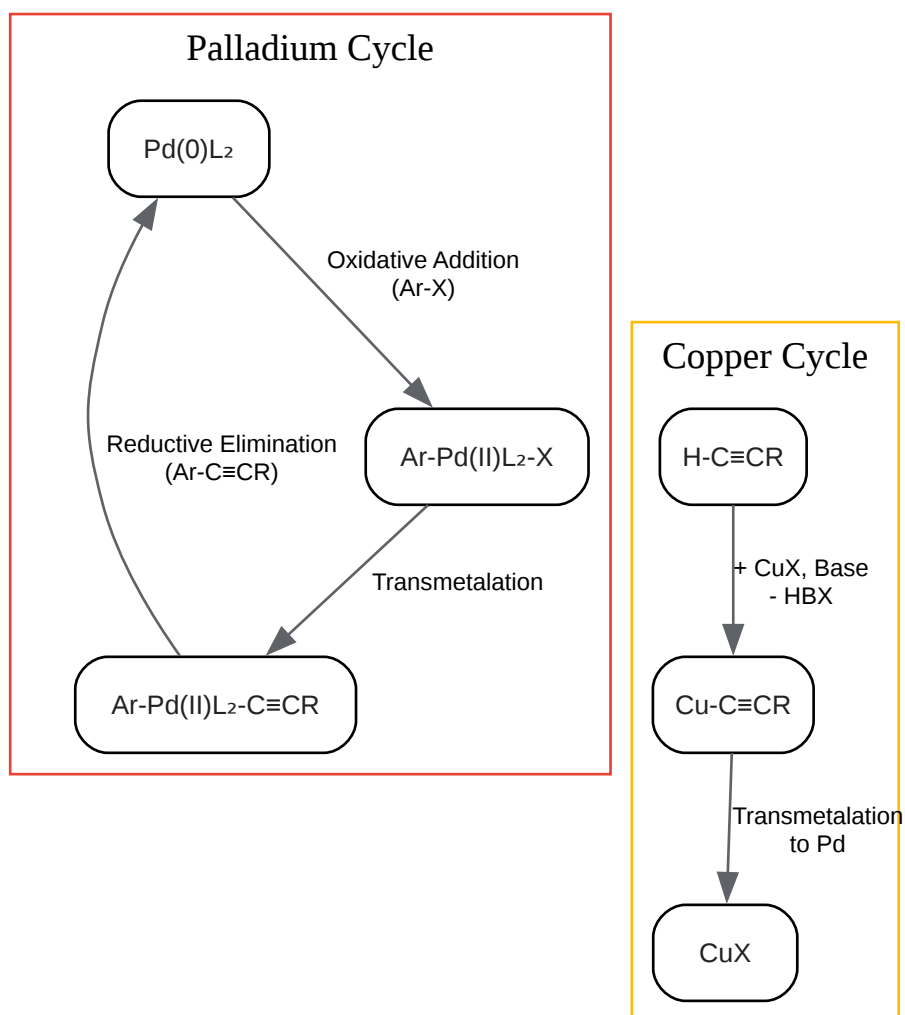 Palladium Cycle
Pd(0)L₂
Oxidative Addition
(Ar-X)
Reductive Elimination
(Ar-C≡CR)
Ar-Pd(II)L₂-X
Transmetalation
Ar-Pd(II)L₂-C≡CR
Copper Cycle
H-C≡CR
+ CuX, Base
- HBX
Cu-C≡CR
Transmetalation
to Pd
CuX